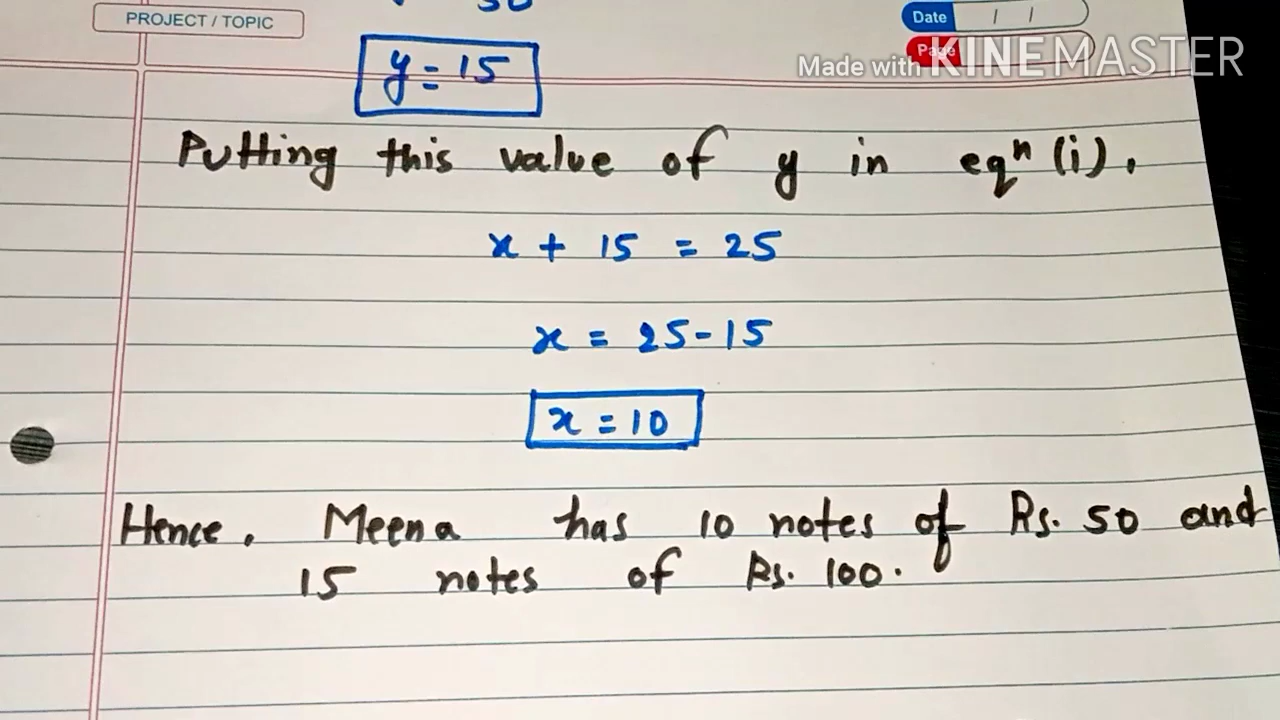 PROJECT / TOPIC
Date / /
Page
Made with KINEMASTER
y = 15
Putting this value of y in eqⁿ (i).
x + 15 = 25
x = 25 - 15
x = 10
Hence, Meena has 10 notes of Rs. 50 and
15 notes of Rs. 100.